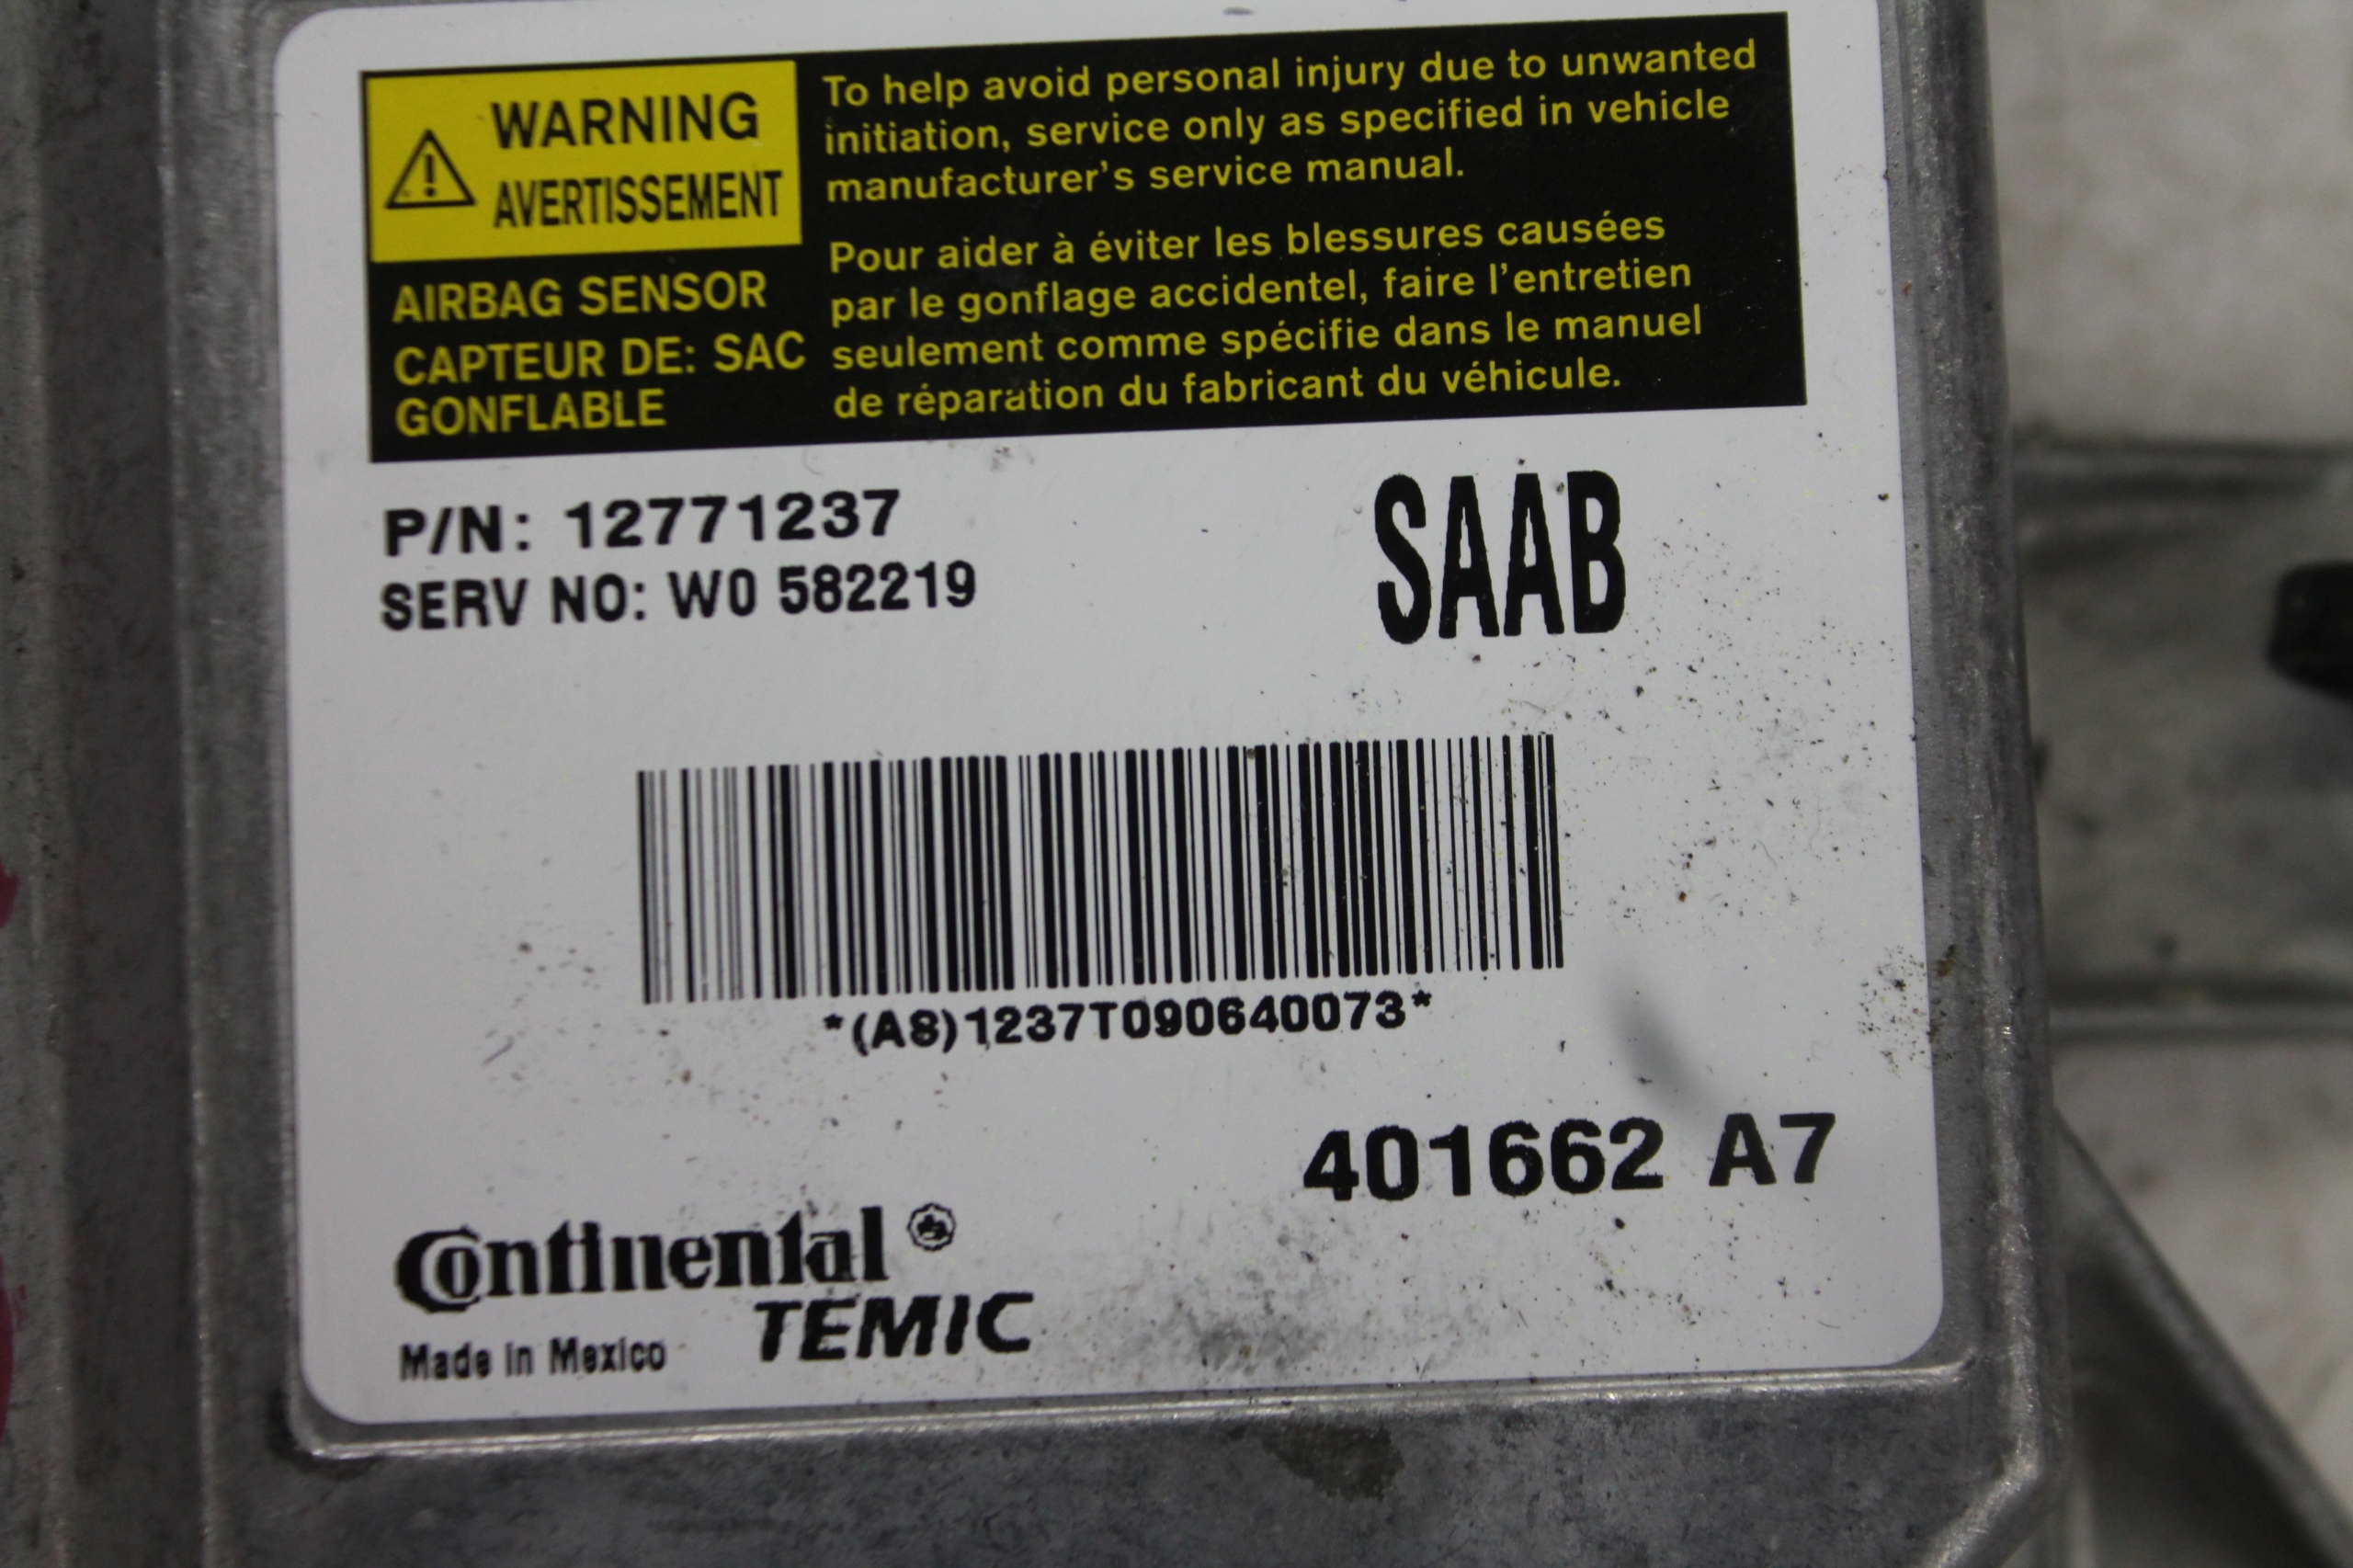 WARNING
AVERTISSEMENT
AIRBAG SENSOR
CAPTEUR DE: SAC
GONFLABLE
To help avoid personal injury due to unwanted
initiation, service only as specified in vehicle
manufacturer's service manual.
Pour aider à éviter les blessures causées
par le gonflage accidentel, faire l'entretien
seulement comme spécifie dans le manuel
de réparation du fabricant du véhicule.
P/N: 12771237
SERV NO: W0 582219
SAAB
*(A8)1237T090640073*
401662 A7
Continental®
TEMIC
Made in Mexico